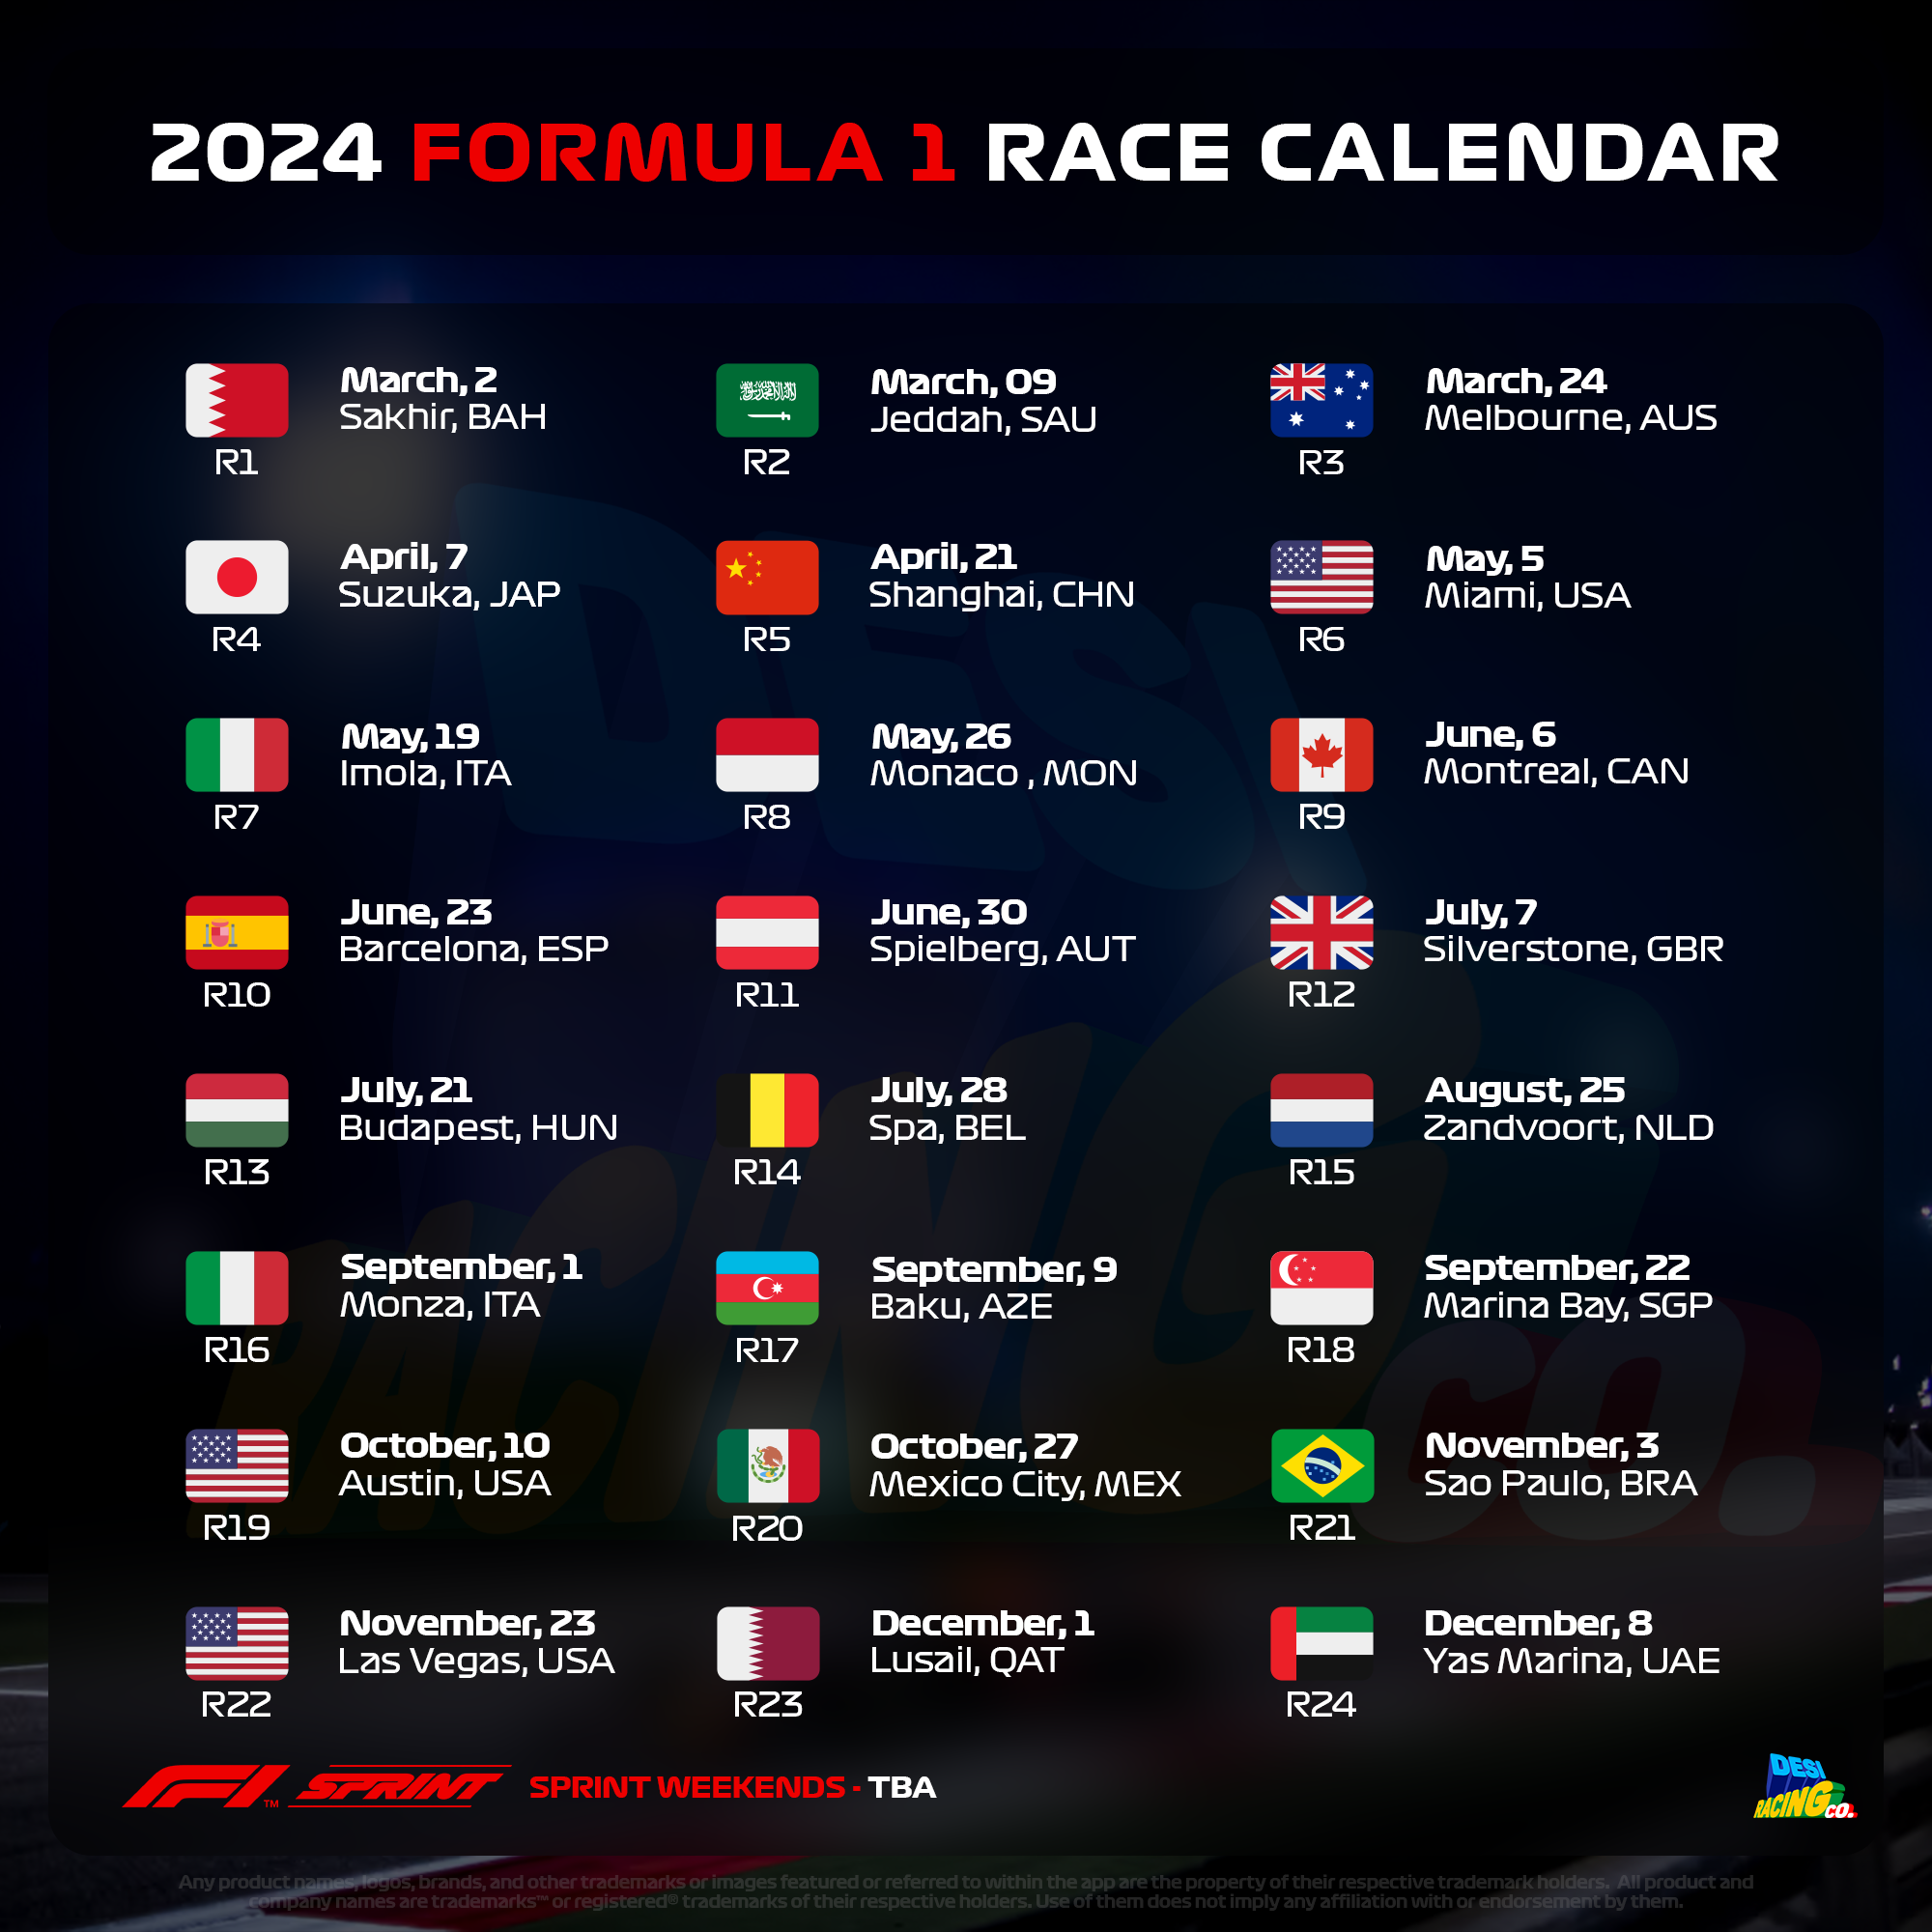 2024 FORMULA 1 RACE CALENDAR
March, 2
Sakhir, BAH
R1
March, 09
Jeddah, SAU
R2
March, 24
Melbourne, AUS
R3
April, 7
Suzuka, JAP
R4
April, 21
Shanghai, CHN
R5
May, 5
Miami, USA
R6
May, 19
Imola, ITA
R7
May, 26
Monaco , MON
R8
June, 6
Montreal, CAN
R9
June, 23
Barcelona, ESP
R10
June, 30
Spielberg, AUT
R11
July, 7
Silverstone, GBR
R12
July, 21
Budapest, HUN
R13
July, 28
Spa, BEL
R14
August, 25
Zandvoort, NLD
R15
September, 1
Monza, ITA
R16
September, 9
Baku, AZE
R17
September, 22
Marina Bay, SGP
R18
October, 10
Austin, USA
R19
October, 27
Mexico City, MEX
R20
November, 3
Sao Paulo, BRA
R21
November, 23
Las Vegas, USA
R22
December, 1
Lusail, QAT
R23
December, 8
Yas Marina, UAE
R24
F1™ SPRINT SPRINT WEEKENDS - TBA
DESI
RACING CO.
DESI
RACING CO.
Any product names, logos, brands, and other trademarks or images featured or referred to within the app are the property of their respective trademark holders. All product and
company names are trademarks™ or registered® trademarks of their respective holders. Use of them does not imply any affiliation with or endorsement by them.